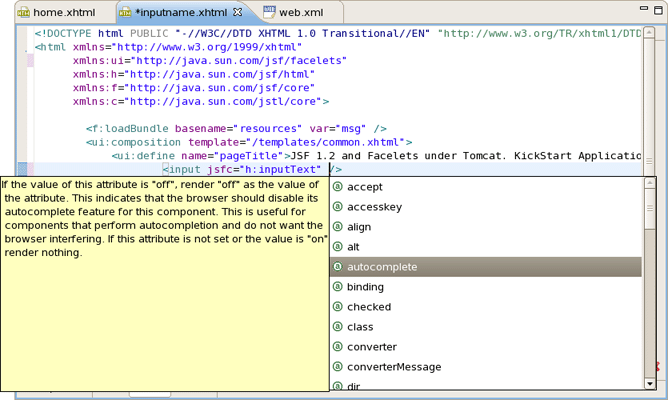 home.xhtml
*inputname.xhtml
web.xml
<!DOCTYPE html PUBLIC "-//W3C//DTD XHTML 1.0 Transitional//EN" "http://www.w3.org/TR/xhtml1/DTD
<html xmlns="http://www.w3.org/1999/xhtml"
xmlns:ui="http://java.sun.com/jsf/facelets"
xmlns:h="http://java.sun.com/jsf/html"
xmlns:f="http://java.sun.com/jsf/core"
xmlns:c="http://java.sun.com/jstl/core">
<f:loadBundle basename="resources" var="msg" />
<ui:composition template="/templates/common.xhtml">
<ui:define name="pageTitle">JSF 1.2 and Facelets under Tomcat. KickStart Applicatio
<input jsfc="h:inputText" />
If the value of this attribute is "off", render "off" as the value of
the attribute. This indicates that the browser should disable its
autocomplete feature for this component. This is useful for
components that perform autocompletion and do not want the
browser interfering. If this attribute is not set or the value is "on"
render nothing.
accept
accesskey
align
alt
autocomplete
binding
checked
class
converter
converterMessage
dir